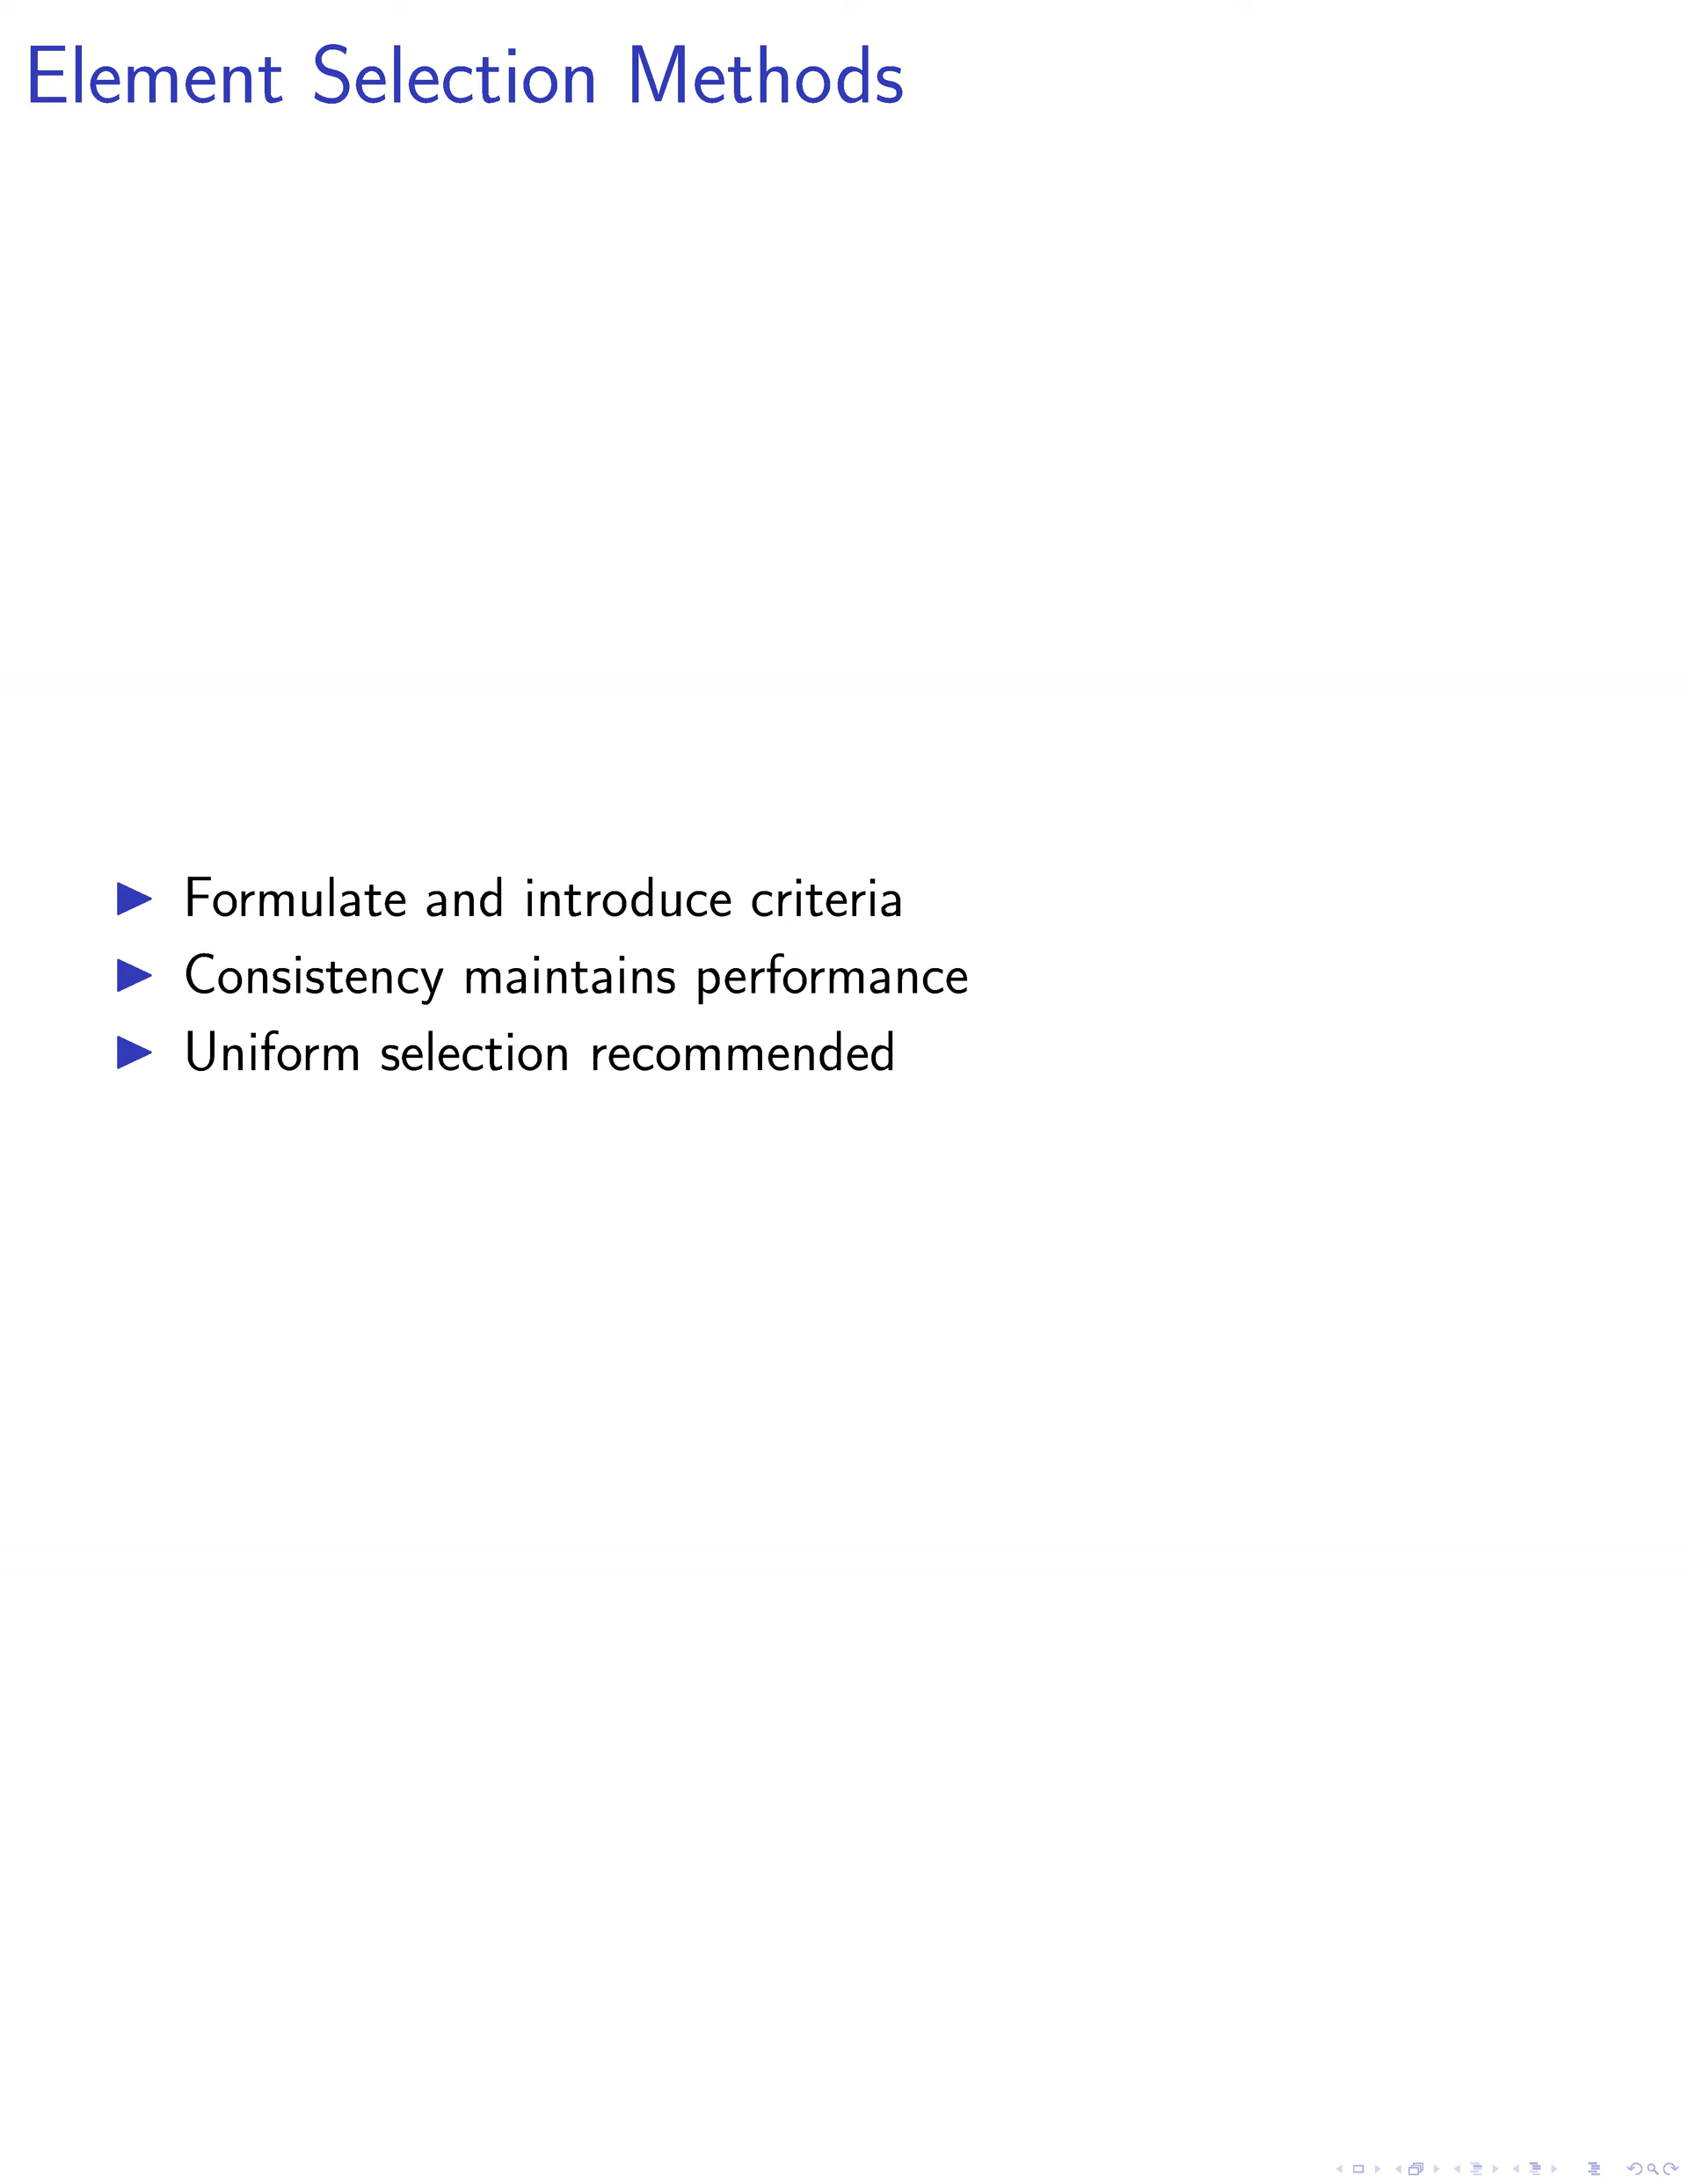 Element Selection Methods
Formulate and introduce criteria
Consistency maintains performance
Uniform selection recommended